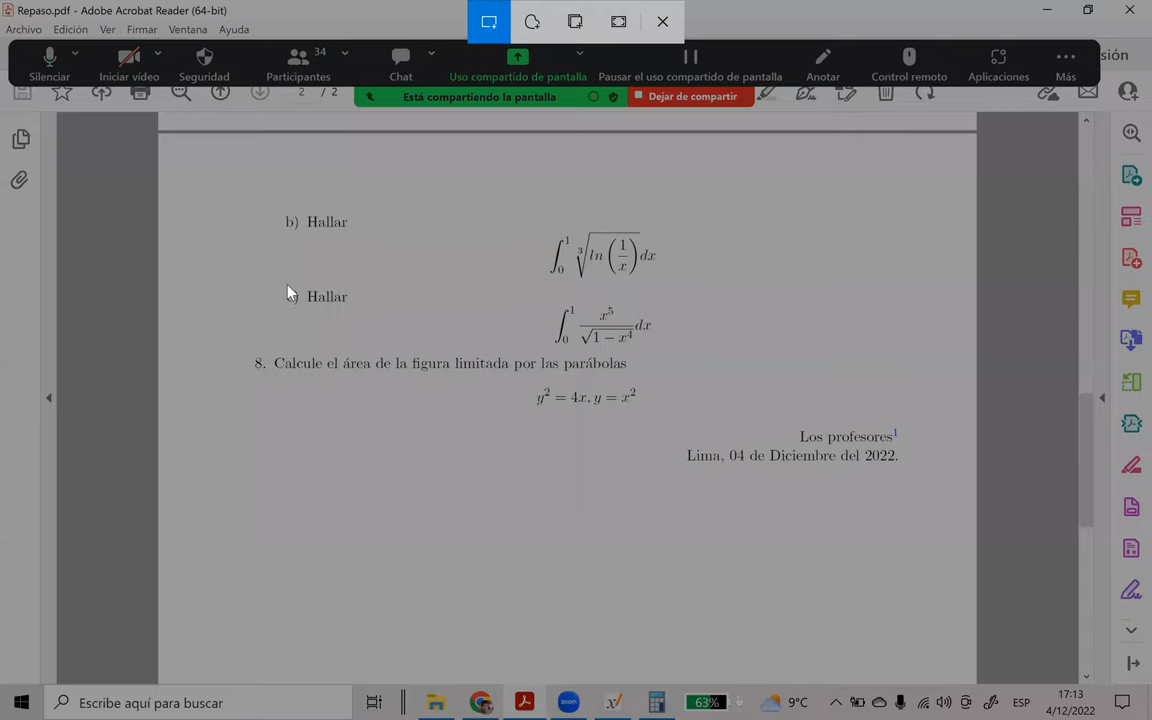 Repaso.pdf - Adobe Acrobat Reader (64-bit)
Archivo Edición Ver Firmar Ventana Ayuda
34
Silenciar Iniciar vídeo Seguridad Participantes Chat Uso compartido de pantalla Pausar el uso compartido de pantalla Anotar Control remoto Aplicaciones Más
2 / 2 Está compartiendo la pantalla Dejar de compartir
b) Hallar
∫₀¹ ∛(ln(1/x)) dx
Hallar
∫₀¹ x⁵/√(1 − x⁴) dx
8. Calcule el área de la figura limitada por las parábolas
y² = 4x, y = x²
Los profesores¹
Lima, 04 de Diciembre del 2022.
Escribe aquí para buscar
zoom
63%
9°C
ESP
17:13
4/12/2022